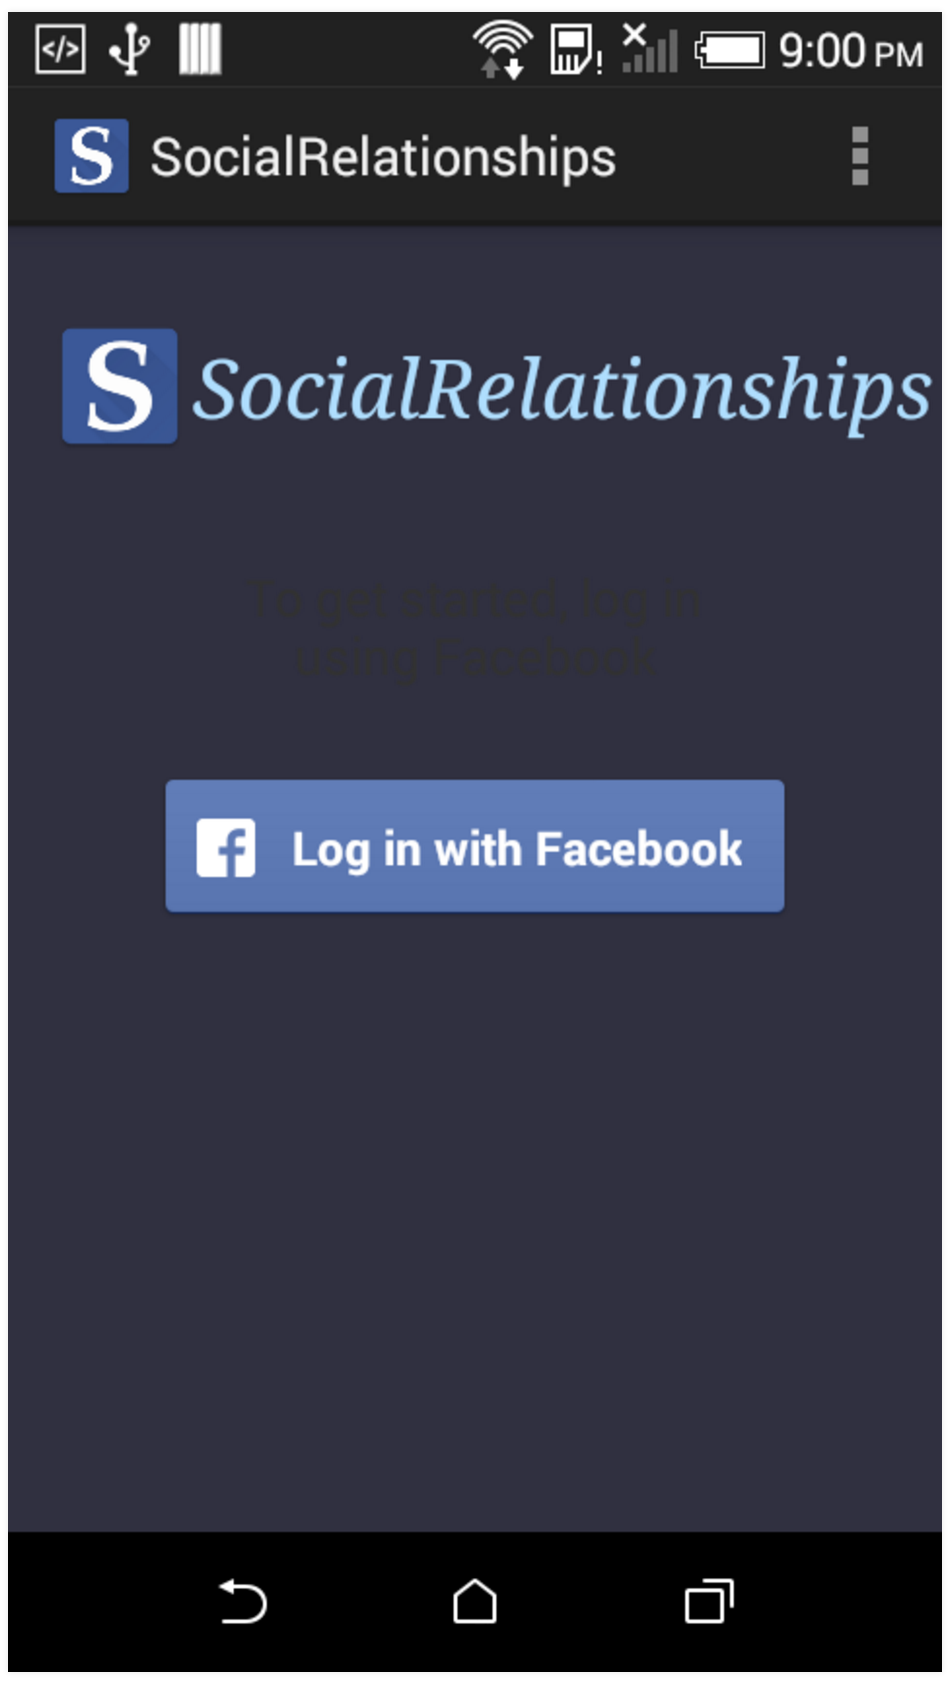 9:00 PM
S SocialRelationships
S SocialRelationships
To get started, log in
using Facebook
f Log in with Facebook